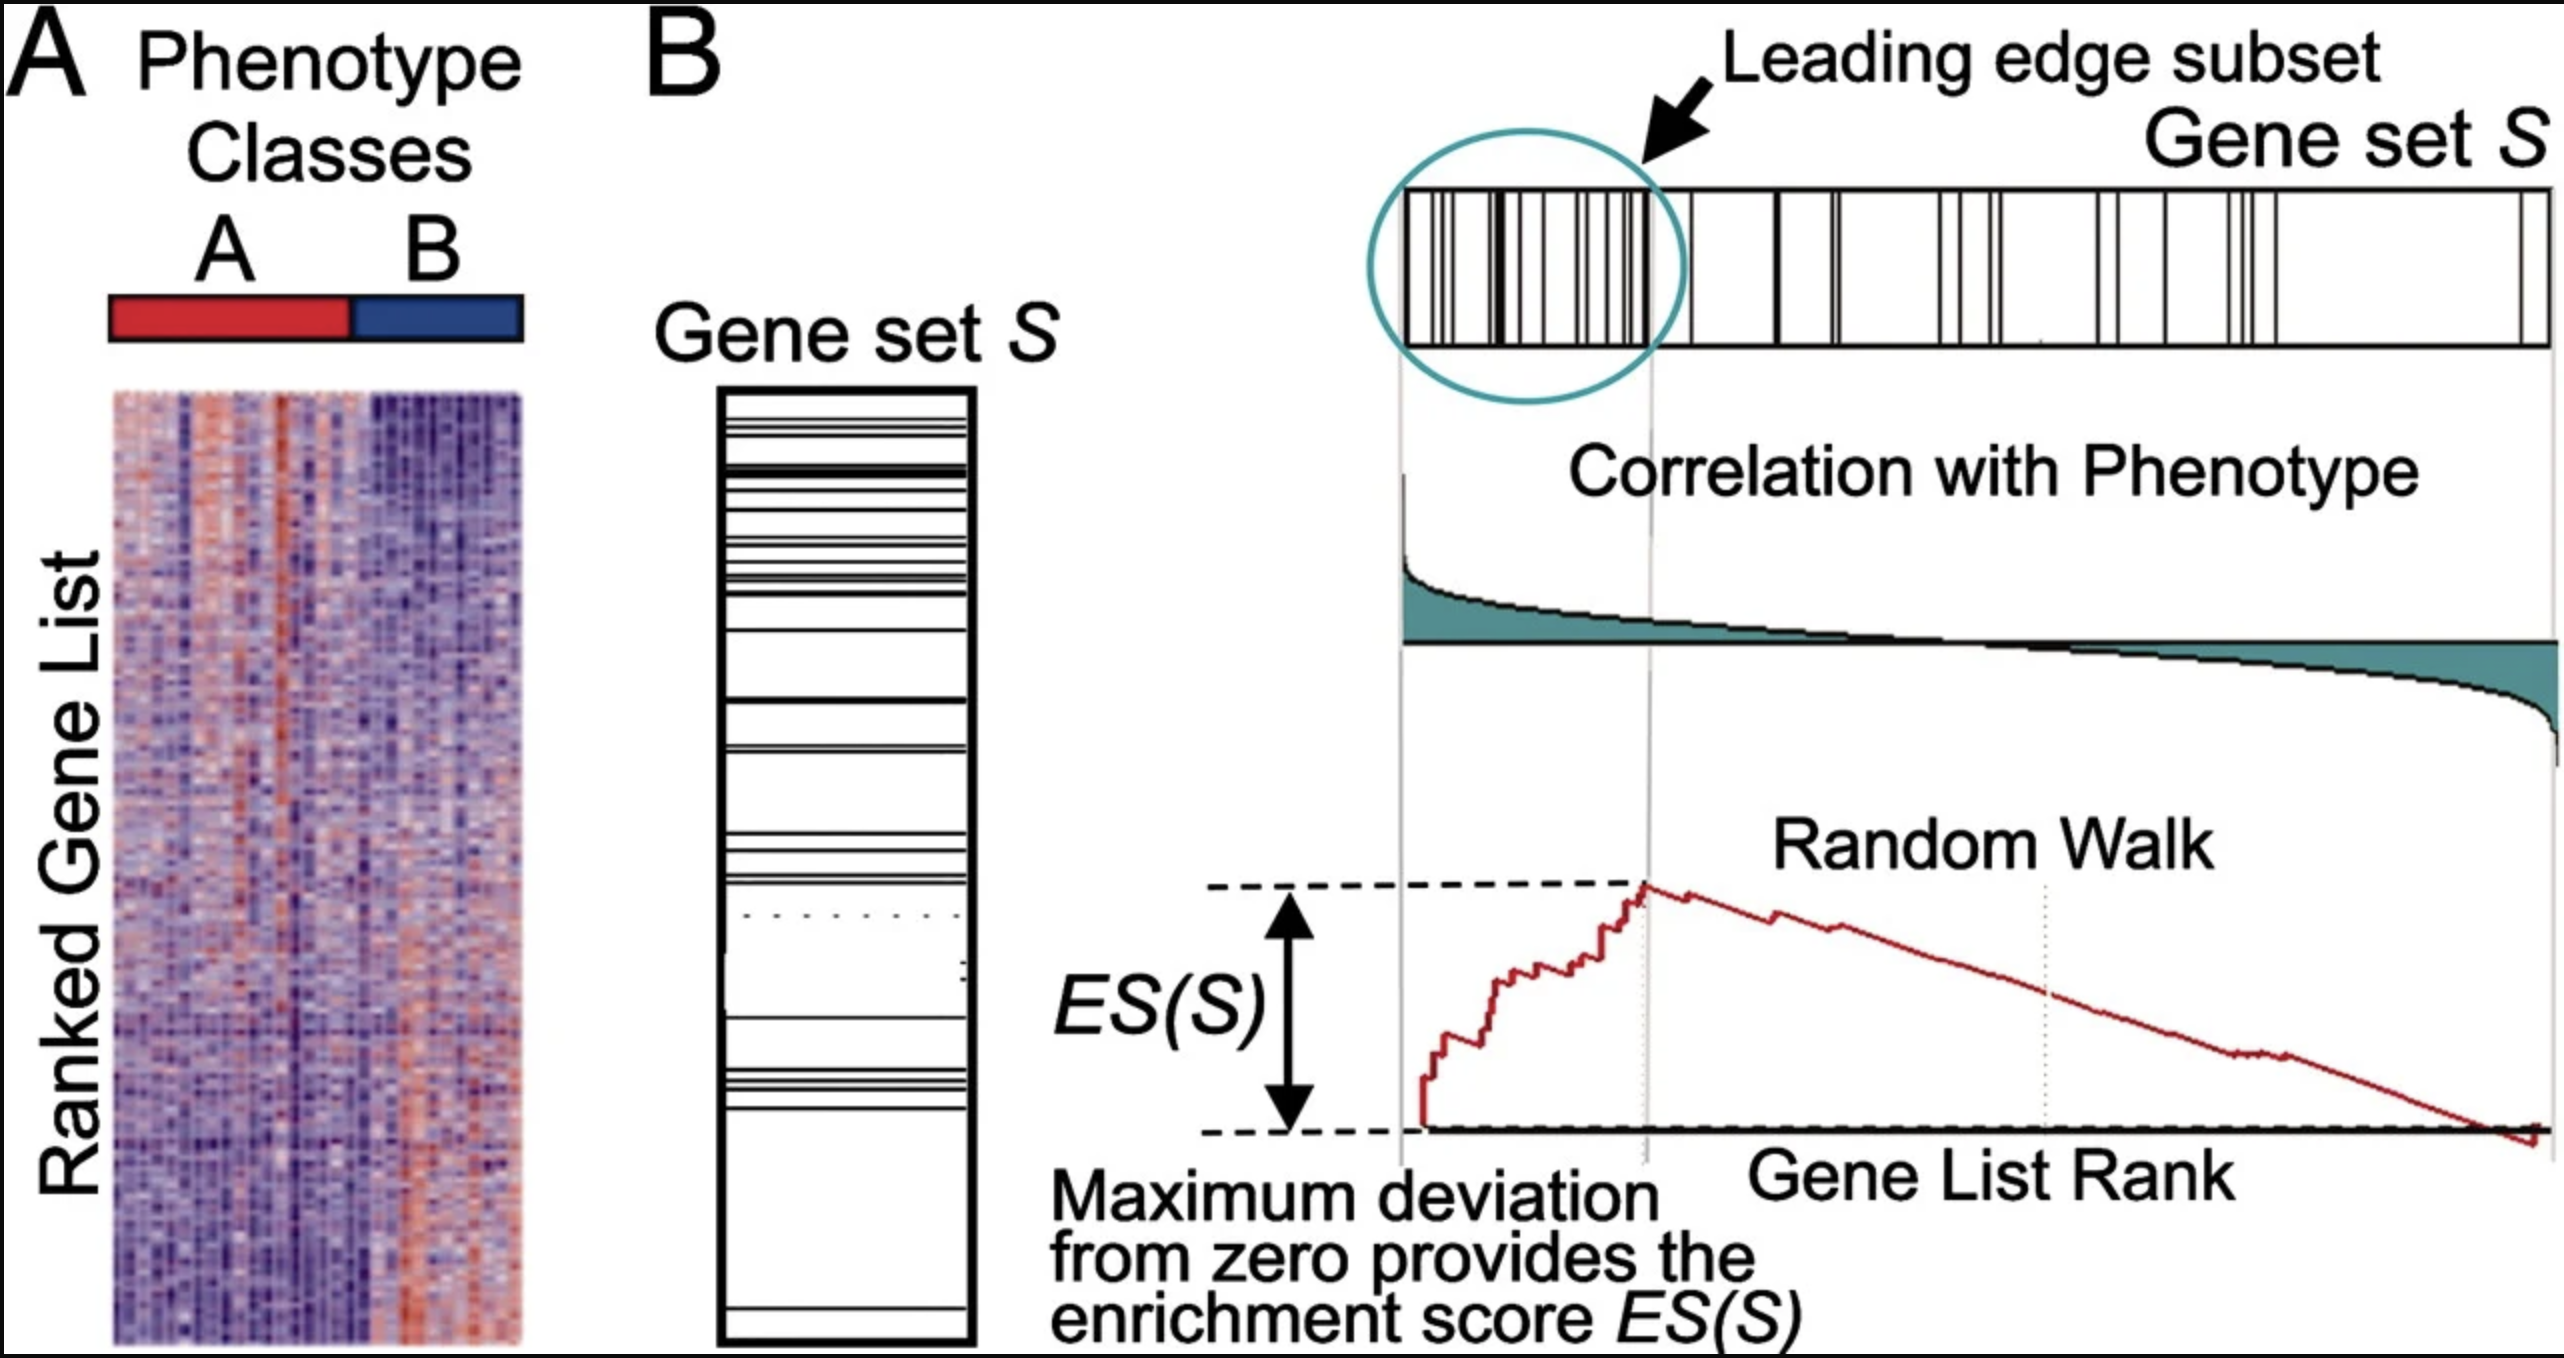 A
Phenotype
Classes
A
B
Ranked Gene List
B
Gene set S
Leading edge subset
Gene set S
Correlation with Phenotype
Random Walk
ES(S)
Gene List Rank
Maximum deviation
from zero provides the
enrichment score ES(S)